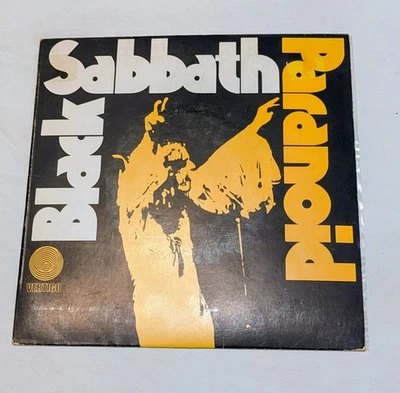 Black
Sabbath
Paranoid
VERTIGO